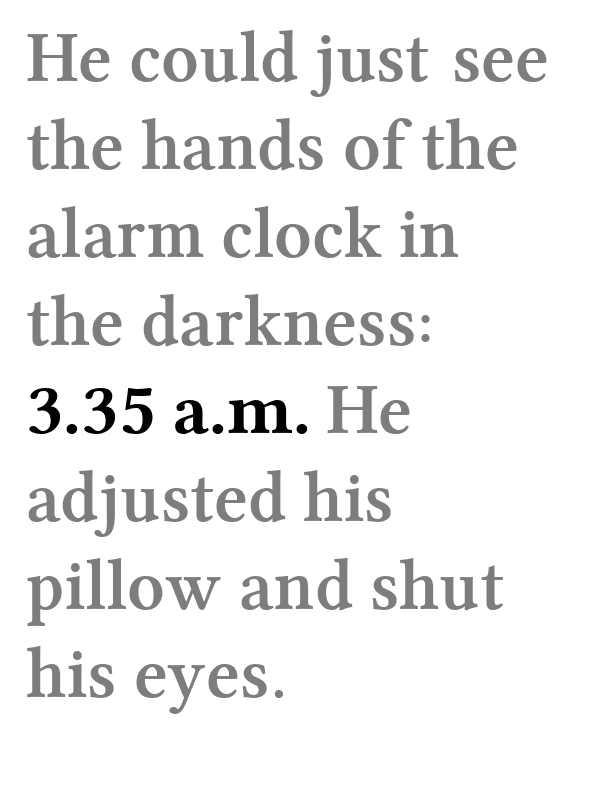 He could just see
the hands of the
alarm clock in
the darkness:
3.35 a.m. He
adjusted his
pillow and shut
his eyes.